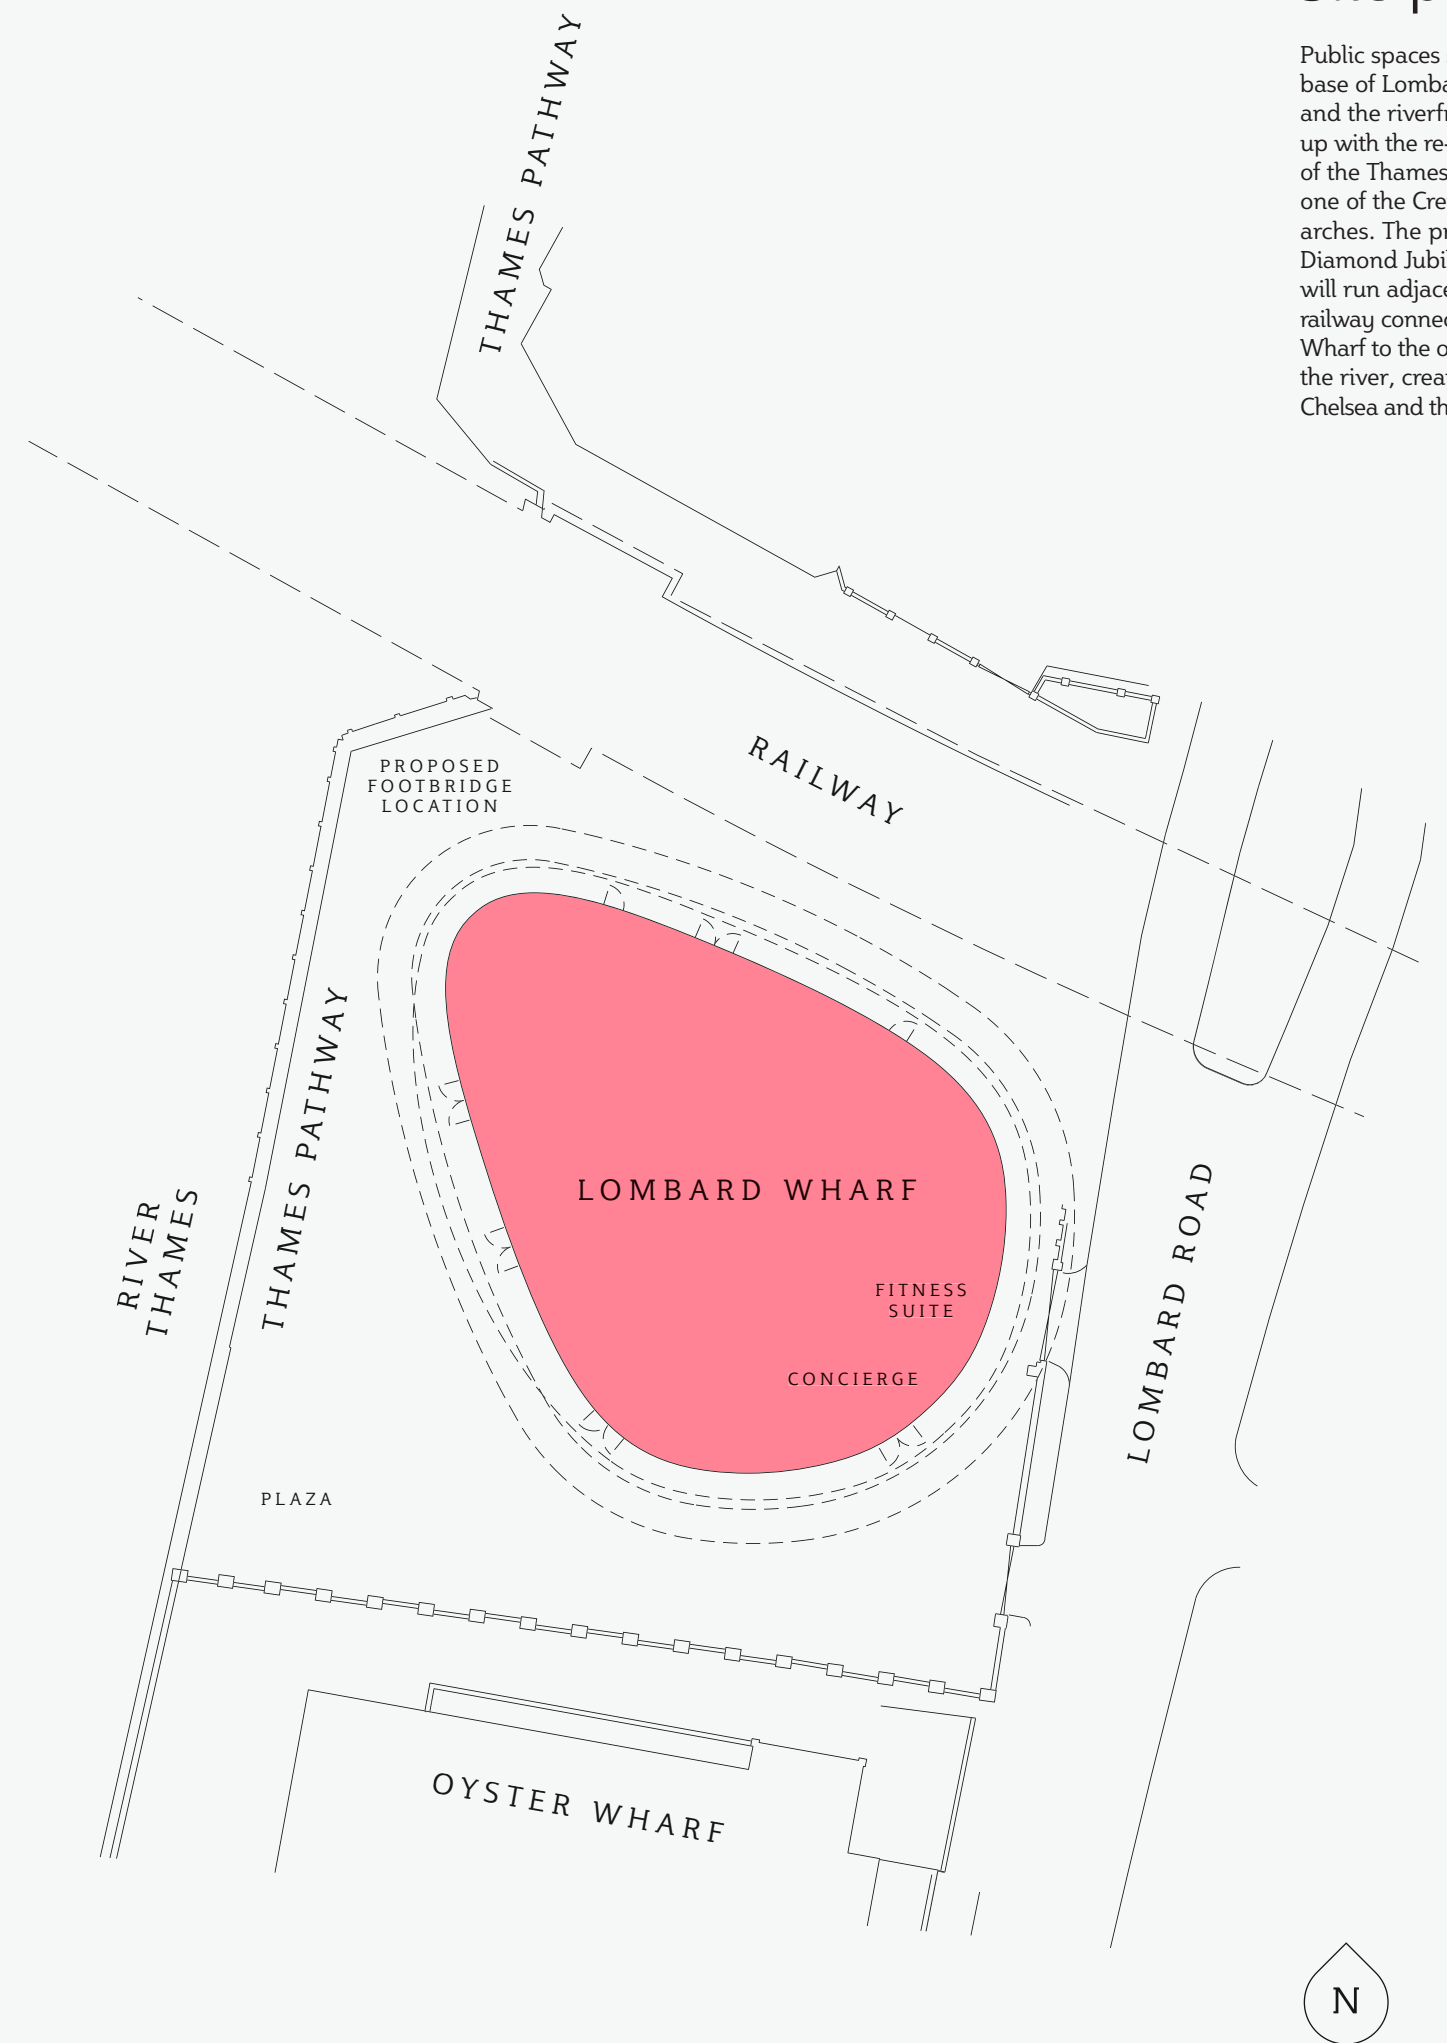 Public spaces
base of Lomba
and the riverfr
up with the re-
of the Thames
one of the Cre
arches. The pr
Diamond Jubil
will run adjace
railway connec
Wharf to the o
the river, creat
Chelsea and th
THAMES PATHWAY
RAILWAY
PROPOSED
FOOTBRIDGE
LOCATION
THAMES PATHWAY
RIVER
THAMES
LOMBARD WHARF
FITNESS
SUITE
CONCIERGE
LOMBARD ROAD
PLAZA
OYSTER WHARF
N